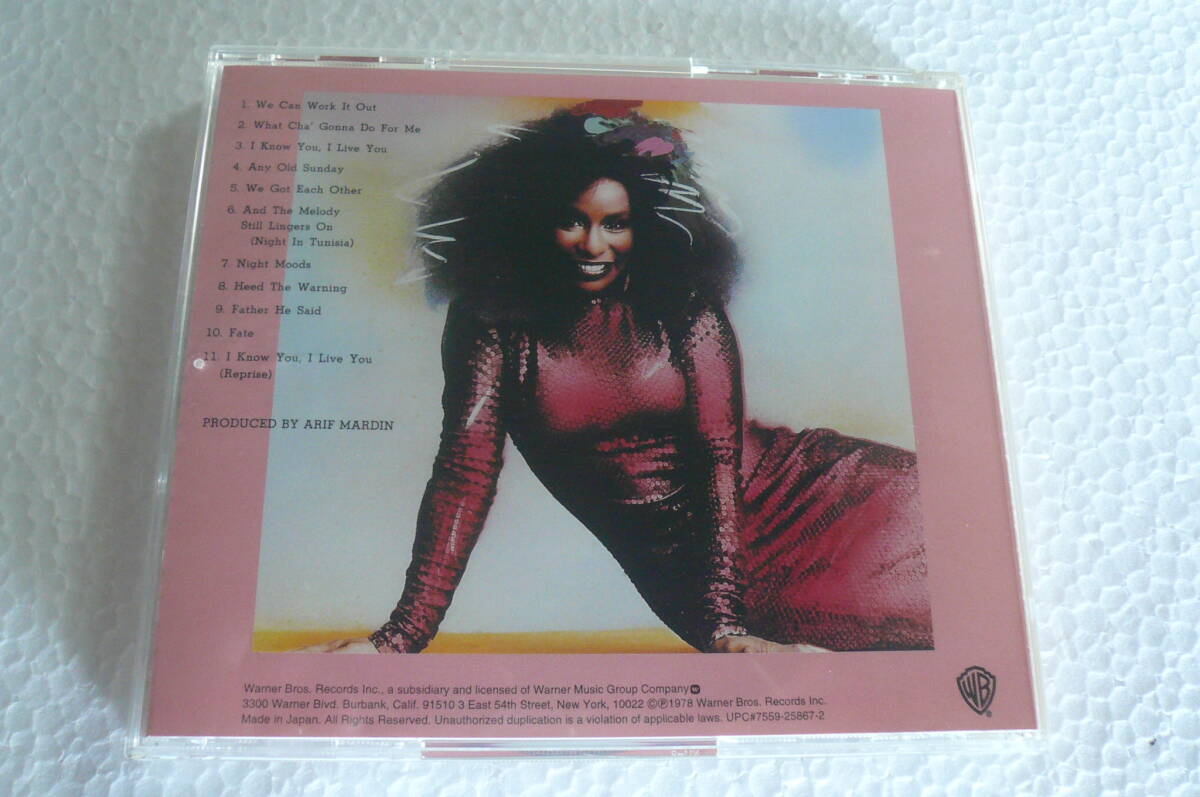 1. We Can Work It Out
2. What Cha' Gonna Do For Me
3. I Know You, I Live You
4. Any Old Sunday
5. We Got Each Other
6. And The Melody
Still Lingers On
(Night In Tunisia)
7. Night Moods
8. Heed The Warning
9. Father He Said
10. Fate
11. I Know You, I Live You
(Reprise)
PRODUCED BY ARIF MARDIN
Warner Bros. Records Inc., a subsidiary and licensed of Warner Music Group Company
3300 Warner Blvd. Burbank, Calif. 91510 3 East 54th Street, New York, 10022 ©℗1978 Warner Bros. Records Inc.
Made in Japan. All Rights Reserved. Unauthorized duplication is a violation of applicable laws. UPC#7559-25867-2
WB